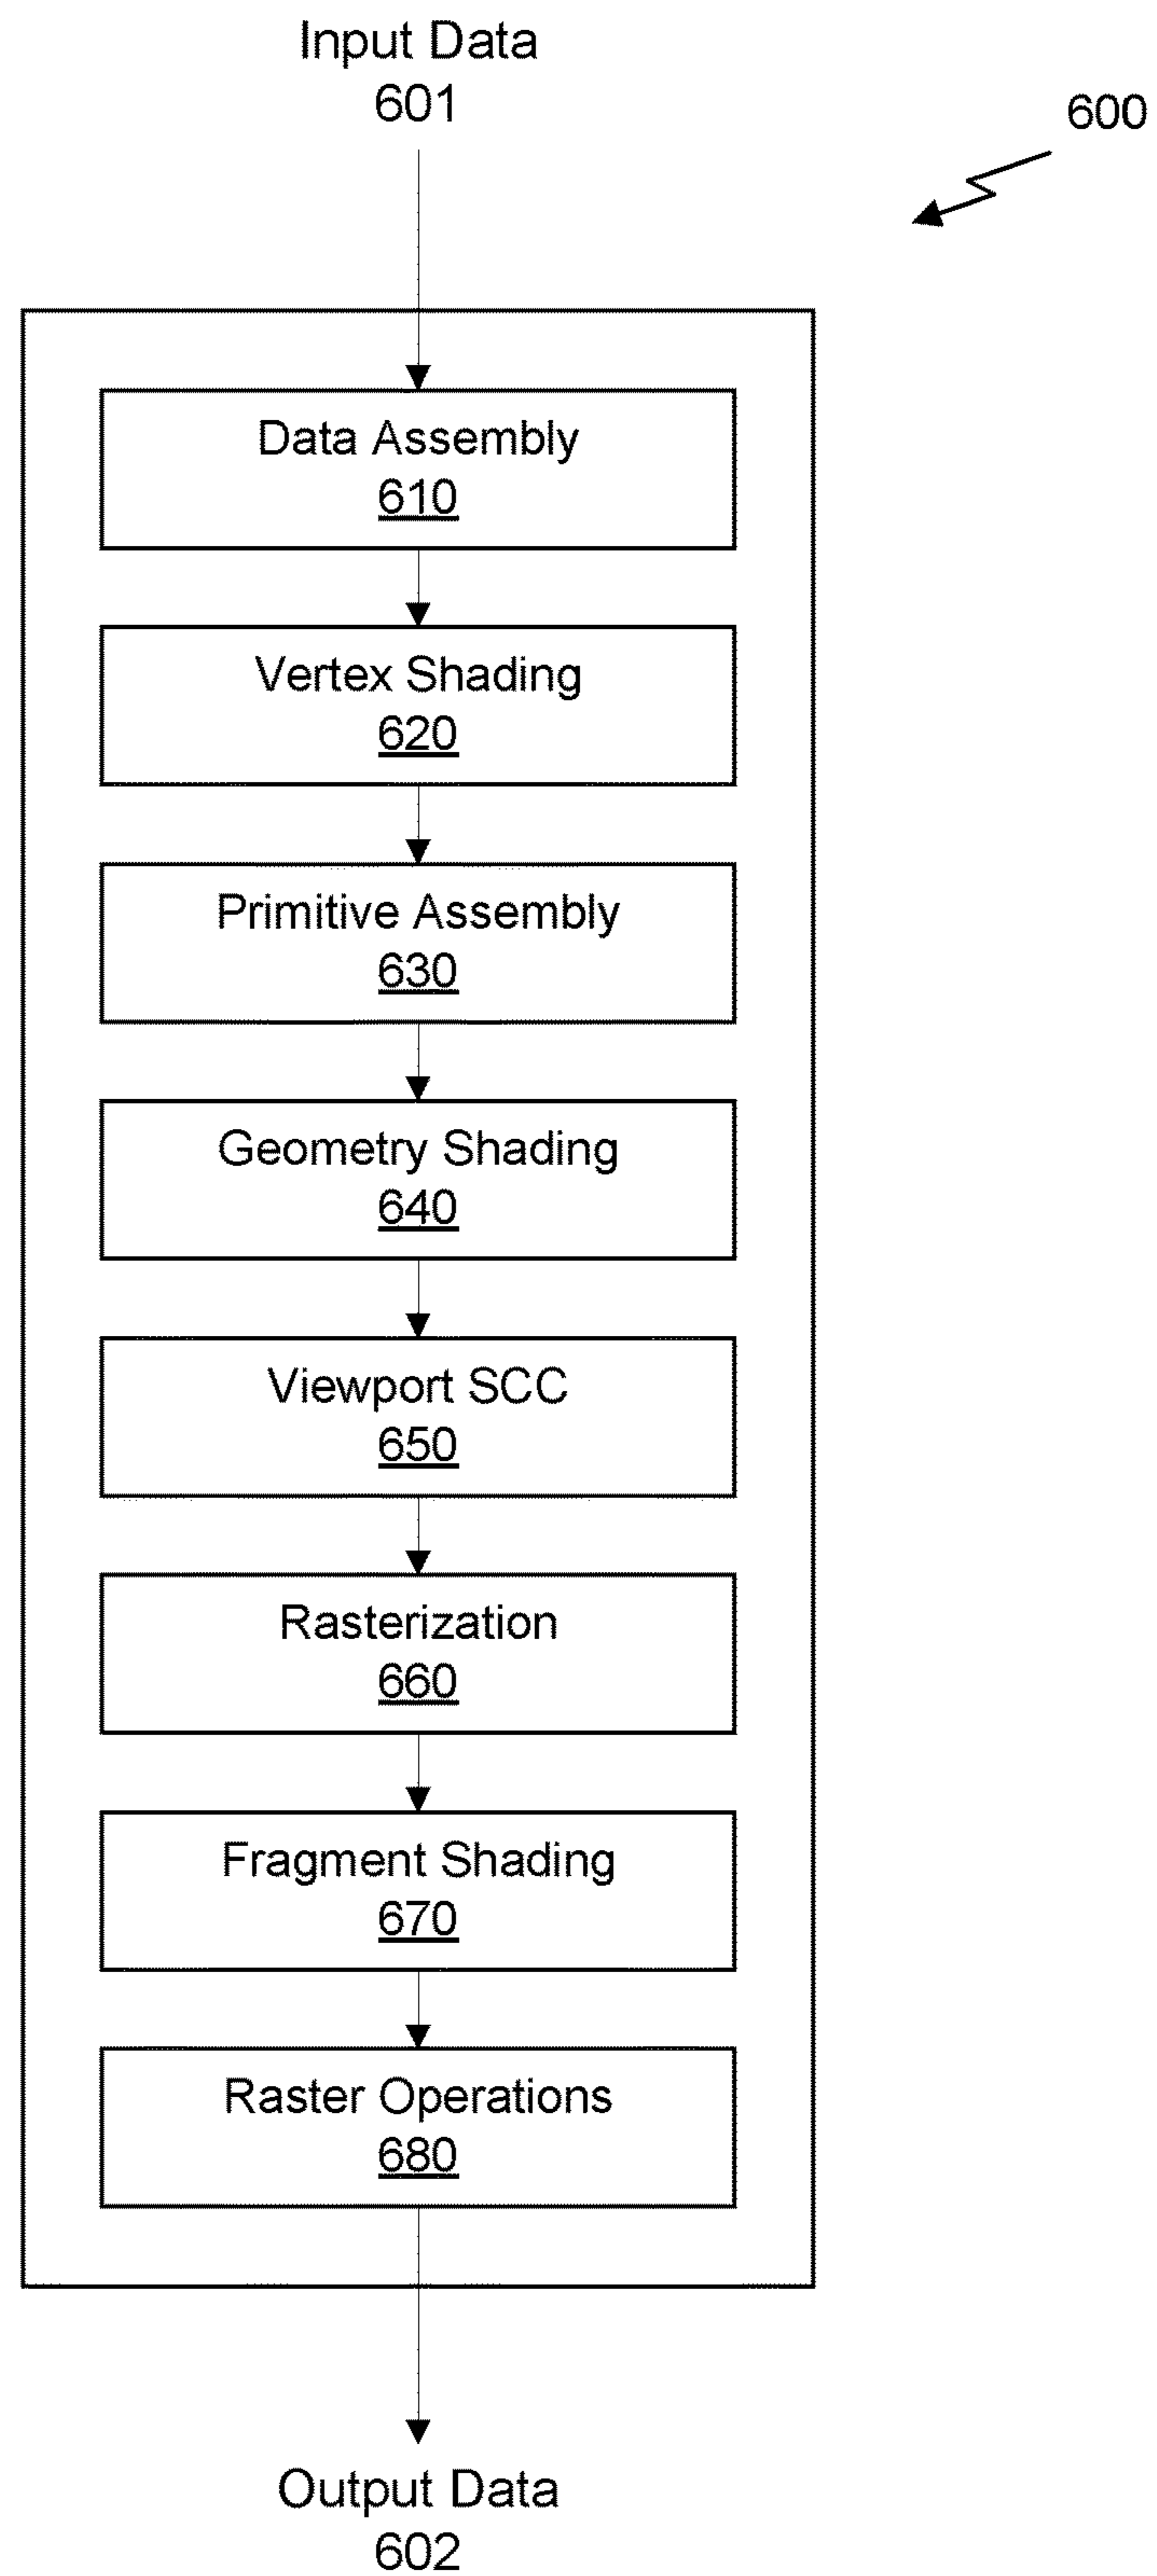 Input Data
601
600
Data Assembly
610
Vertex Shading
620
Primitive Assembly
630
Geometry Shading
640
Viewport SCC
650
Rasterization
660
Fragment Shading
670
Raster Operations
680
Output Data
602